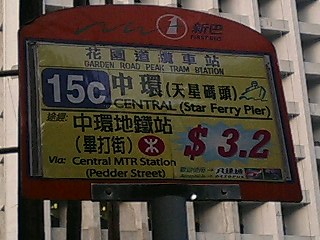 新巴
FIRST BUS
花園道纜車站
GARDEN ROAD PEAK TRAM STATION
15C 中環(天星碼頭)
CENTRAL (Star Ferry Pier)
途經: 中環地鐵站
(畢打街)
Via: Central MTR Station
(Pedder Street)
$ 3.2